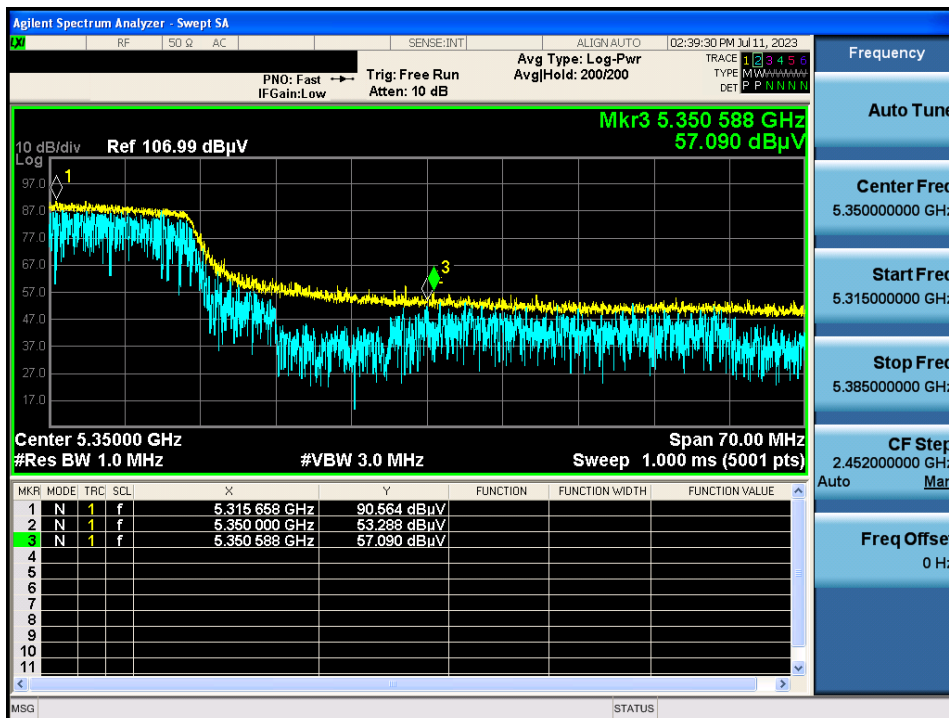 Agilent Spectrum Analyzer - Swept SA
LXI RF 50 Ω AC SENSE:INT ALIGN AUTO 02:39:30 PM Jul 11, 2023
Frequency
PNO: Fast
IFGain:Low
Trig: Free Run
Atten: 10 dB
Avg Type: Log-Pwr
Avg|Hold: 200/200
TRACE 1 2 3 4 5 6
TYPE M W W W W W
DET P P N N N N
Mkr3 5.350 588 GHz
57.090 dBµV
10 dB/div Ref 106.99 dBµV
Log
97.0
87.0
77.0
67.0
57.0
47.0
37.0
27.0
17.0
1
3
Center 5.35000 GHz Span 70.00 MHz
#Res BW 1.0 MHz #VBW 3.0 MHz Sweep 1.000 ms (5001 pts)
MKR MODE TRC SCL X Y FUNCTION FUNCTION WIDTH FUNCTION VALUE
1 N 1 f 5.315 658 GHz 90.564 dBµV
2 N 1 f 5.350 000 GHz 53.288 dBµV
3 N 1 f 5.350 588 GHz 57.090 dBµV
4
5
6
7
8
9
10
11
Auto Tune
Center Freq
5.350000000 GHz
Start Freq
5.315000000 GHz
Stop Freq
5.385000000 GHz
CF Step
2.452000000 GHz
Auto Man
Freq Offset
0 Hz
MSG STATUS